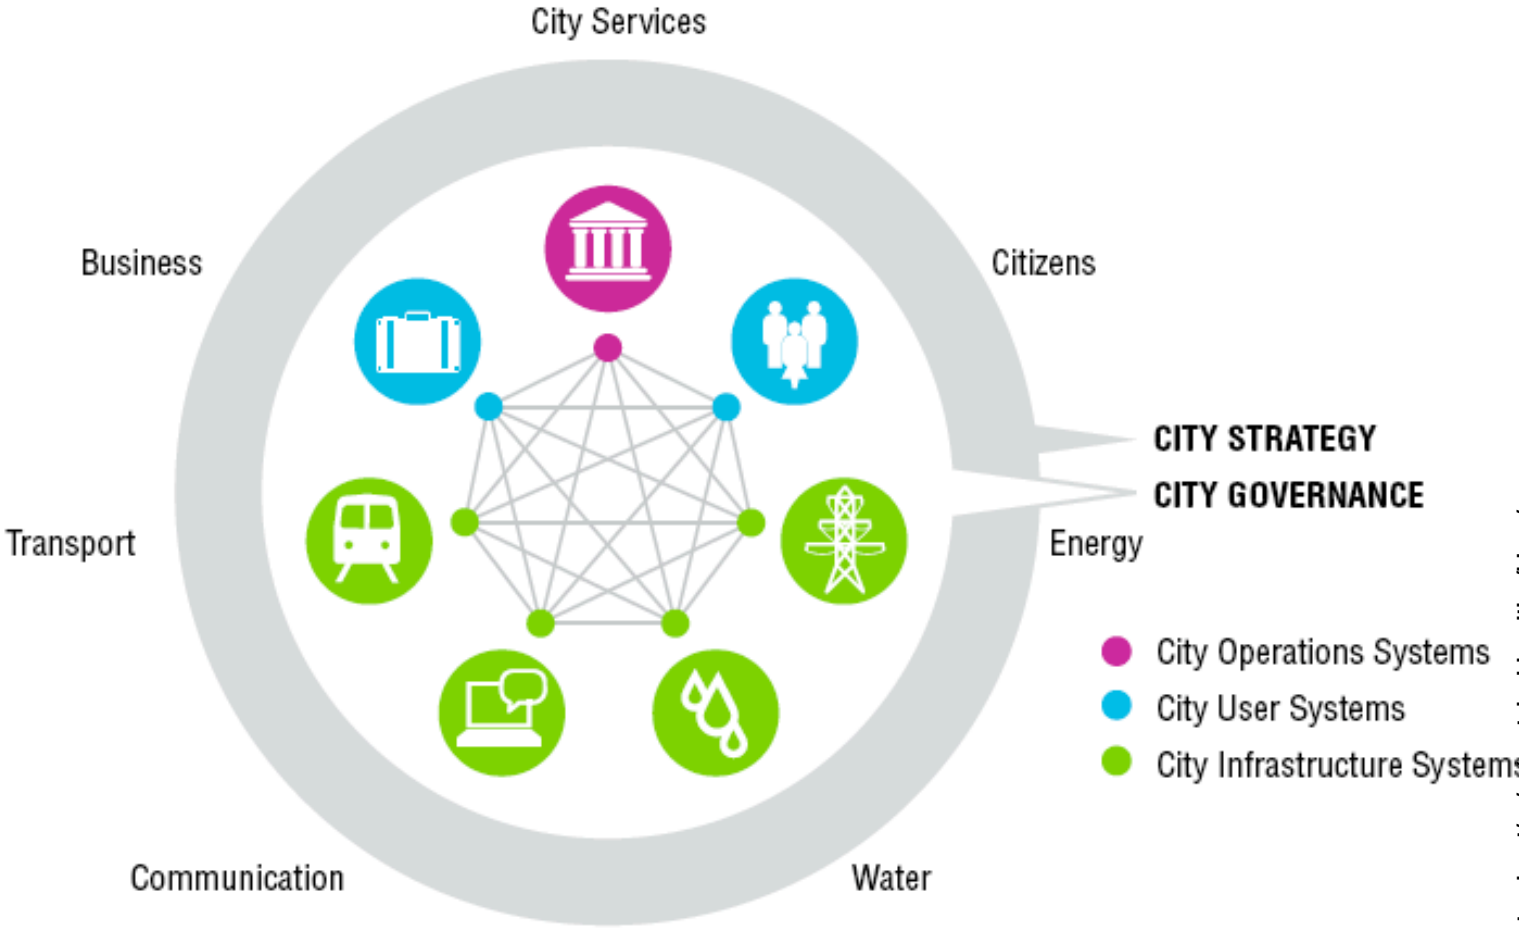 City Services
Business
Citizens
CITY STRATEGY
CITY GOVERNANCE
Transport
Energy
City Operations Systems
City User Systems
City Infrastructure Systems
Communication
Water